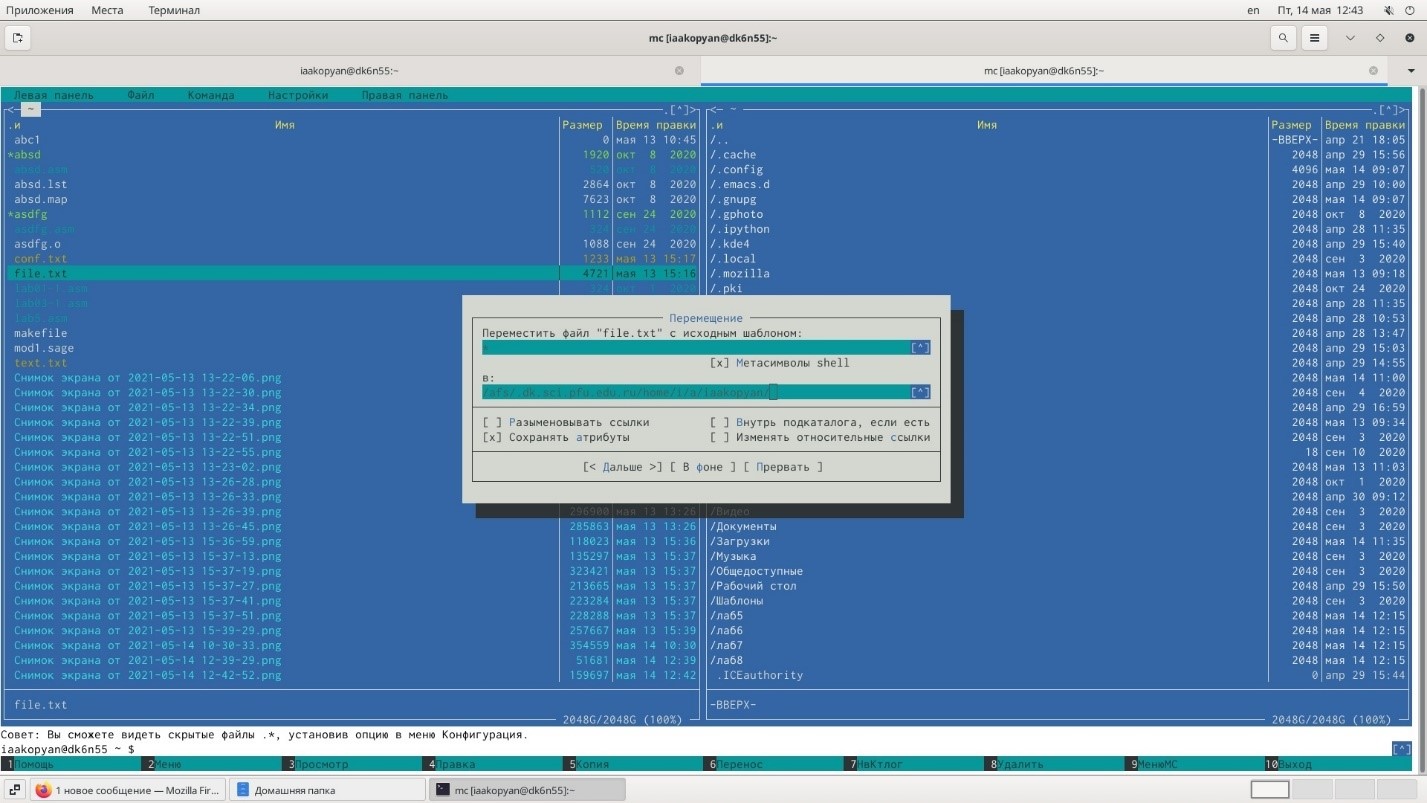 Приложения Места Терминал en Пт, 14 мая 12:43
mc [iaakopyan@dk6n55]:~
iaakopyan@dk6n55:~ mc [iaakopyan@dk6n55]:~
Левая панель Файл Команда Настройки Правая панель
<─ ~ .[^]> <─ ~ .[^]>
.и Имя Размер Время правки .и Имя Размер Время правки
abc1 0 мая 13 10:45 /.. -ВВЕРХ- апр 21 18:05
*absd 1920 окт 8 2020 /.cache 2048 апр 29 15:56
absd.asm окт 8 2020 /.config 4096 мая 14 09:07
absd.lst 2864 окт 8 2020 /.emacs.d 2048 апр 29 10:00
absd.map 7623 окт 8 2020 /.gnupg 2048 мая 14 09:07
*asdfg 1112 сен 24 2020 /.gphoto 2048 окт 8 2020
asdfg.asm 324 сен 24 2020 /.ipython 2048 апр 28 11:35
asdfg.o 1088 сен 24 2020 /.kde4 2048 апр 29 15:40
conf.txt 1233 мая 13 15:17 /.local 2048 сен 3 2020
file.txt 4721 мая 13 15:16 /.mozilla 2048 мая 13 09:18
lab01-1.asm 2020 /.pki 2048 окт 24 2020
2048 апр 28 11:35
2048 апр 28 10:53
makefile 2048 апр 28 13:47
mod1.sage 2048 апр 29 15:03
text.txt 2048 апр 29 14:55
Снимок экрана от 2021-05-13 13-22-06.png 2048 мая 14 11:00
Снимок экрана от 2021-05-13 13-22-30.png 2048 сен 4 2020
Снимок экрана от 2021-05-13 13-22-34.png 2048 апр 29 16:59
Снимок экрана от 2021-05-13 13-22-39.png 2048 мая 13 09:34
Снимок экрана от 2021-05-13 13-22-51.png 2048 сен 3 2020
Снимок экрана от 2021-05-13 13-22-55.png 18 сен 10 2020
Снимок экрана от 2021-05-13 13-23-02.png 2048 мая 13 11:03
Снимок экрана от 2021-05-13 13-26-28.png 2048 окт 1 2020
Снимок экрана от 2021-05-13 13-26-33.png 2048 апр 30 09:12
Снимок экрана от 2021-05-13 13-26-39.png 296900 мая 13 13:26 /Видео 2048 сен 3 2020
Снимок экрана от 2021-05-13 13-26-45.png 285863 мая 13 13:26 /Документы 2048 сен 3 2020
Снимок экрана от 2021-05-13 15-36-59.png 118023 мая 13 15:36 /Загрузки 2048 мая 14 11:35
Снимок экрана от 2021-05-13 15-37-13.png 135297 мая 13 15:37 /Музыка 2048 сен 3 2020
Снимок экрана от 2021-05-13 15-37-19.png 323421 мая 13 15:37 /Общедоступные 2048 сен 3 2020
Снимок экрана от 2021-05-13 15-37-27.png 213665 мая 13 15:37 /Рабочий стол 2048 апр 29 15:50
Снимок экрана от 2021-05-13 15-37-41.png 223284 мая 13 15:37 /Шаблоны 2048 сен 3 2020
Снимок экрана от 2021-05-13 15-37-51.png 228288 мая 13 15:37 /лаб5 2048 мая 14 12:15
Снимок экрана от 2021-05-13 15-39-29.png 257667 мая 13 15:39 /лаб6 2048 мая 14 12:15
Снимок экрана от 2021-05-14 10-30-33.png 354559 мая 14 10:30 /лаб7 2048 мая 14 12:15
Снимок экрана от 2021-05-14 12-39-29.png 51681 мая 14 12:39 /лаб8 2048 мая 14 12:15
Снимок экрана от 2021-05-14 12-42-52.png 159697 мая 14 12:42 .ICEauthority 0 апр 29 15:44
Перемещение
Переместить файл "file.txt" с исходным шаблоном:
[^]
[x] Метасимволы shell
в:
/afs/.dk.sci.pfu.edu.ru/home/i/a/iaakopyan/ [^]
[ ] Разыменовывать ссылки [ ] Внутрь подкаталога, если есть
[x] Сохранять атрибуты [ ] Изменять относительные ссылки
[< Дальше >] [ В фоне ] [ Прервать ]
file.txt -ВВЕРХ-
2048G/2048G (100%) 2048G/2048G (100%)
Совет: Вы сможете видеть скрытые файлы .*, установив опцию в меню Конфигурация.
iaakopyan@dk6n55 ~ $ [^]
1Помощь 2Меню 3Просмотр 4Правка 5Копия 6Перенос 7НвКтлог 8Удалить 9МенюMC 10Выход
1 новое сообщение — Mozilla Fir... Домашняя папка mc [iaakopyan@dk6n55]:~